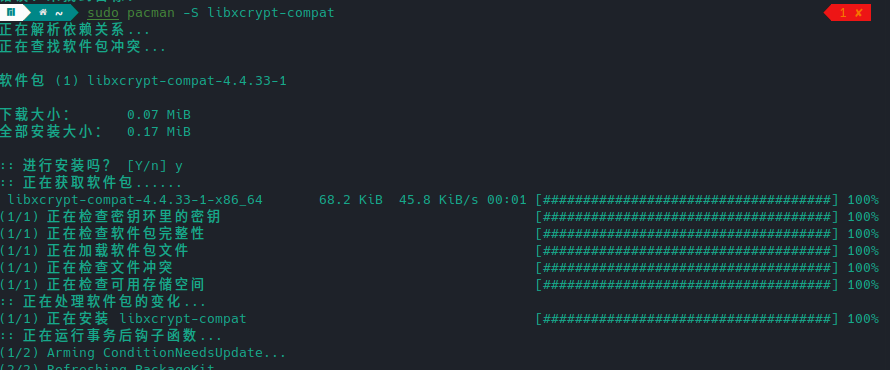 ~ sudo pacman -S libxcrypt-compat 1 ✘
正在解析依赖关系...
正在查找软件包冲突...
软件包 (1) libxcrypt-compat-4.4.33-1
下载大小： 0.07 MiB
全部安装大小： 0.17 MiB
:: 进行安装吗？ [Y/n] y
:: 正在获取软件包......
libxcrypt-compat-4.4.33-1-x86_64 68.2 KiB 45.8 KiB/s 00:01 [####################################] 100%
(1/1) 正在检查密钥环里的密钥 [####################################] 100%
(1/1) 正在检查软件包完整性 [####################################] 100%
(1/1) 正在加载软件包文件 [####################################] 100%
(1/1) 正在检查文件冲突 [####################################] 100%
(1/1) 正在检查可用存储空间 [####################################] 100%
:: 正在处理软件包的变化...
(1/1) 正在安装 libxcrypt-compat [####################################] 100%
:: 正在运行事务后钩子函数...
(1/2) Arming ConditionNeedsUpdate...
(2/2) Refreshing PackageKit